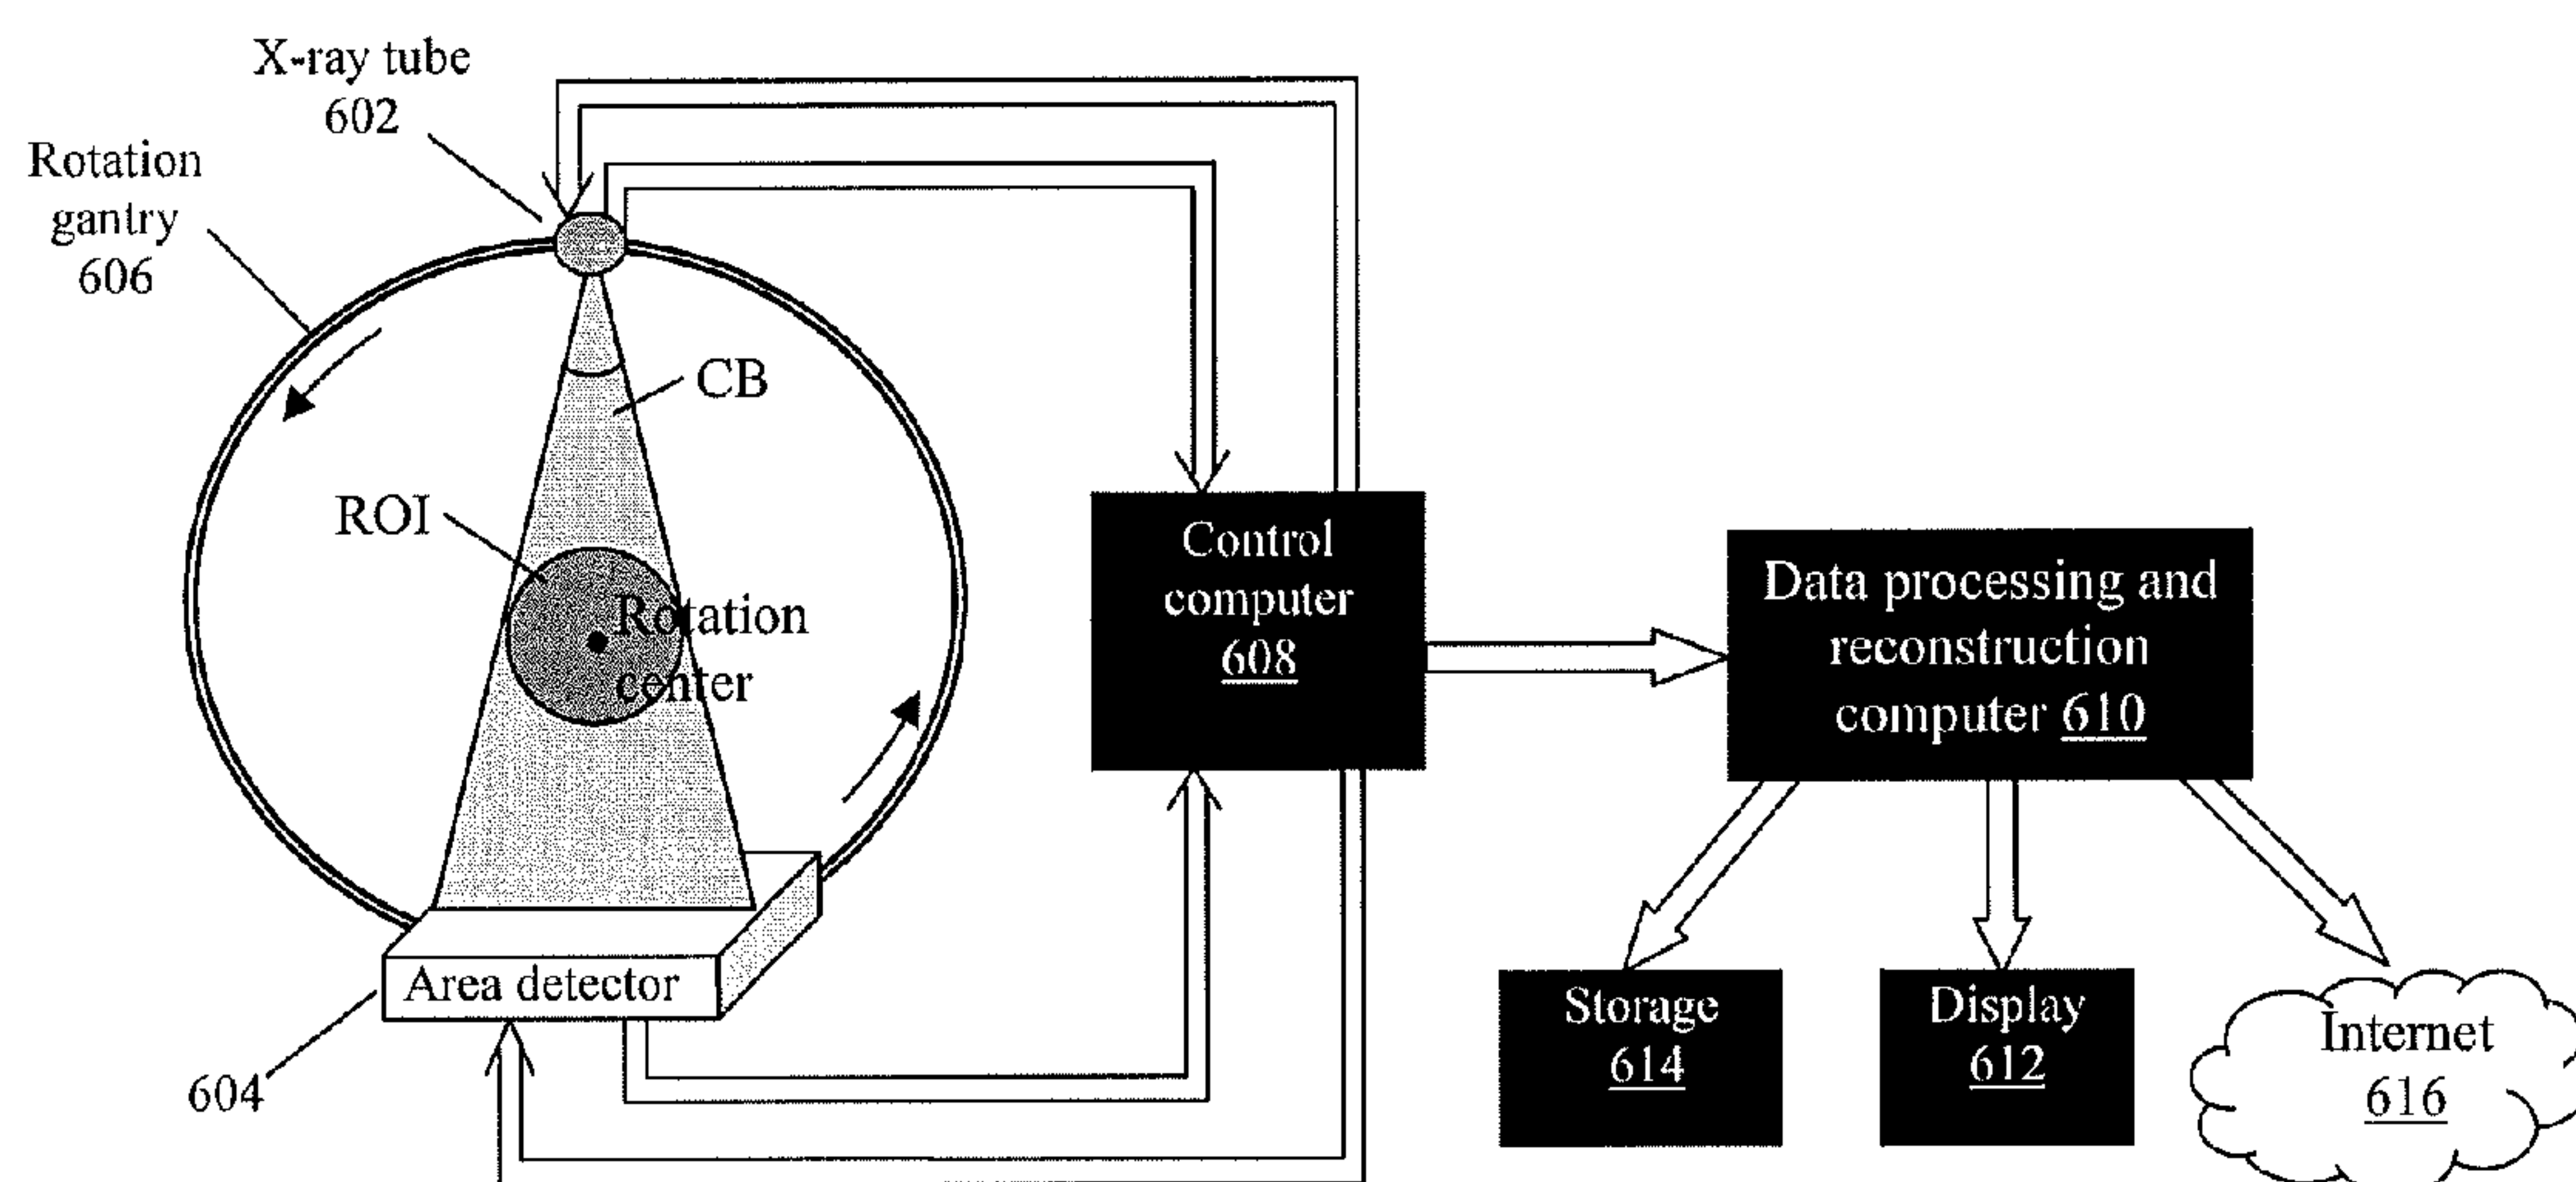 X-ray tube
602
Rotation
gantry
606
CB
ROI
Rotation
center
Control
computer
608
Data processing and
reconstruction
computer 610
Area detector
604
Storage
614
Display
612
Internet
616